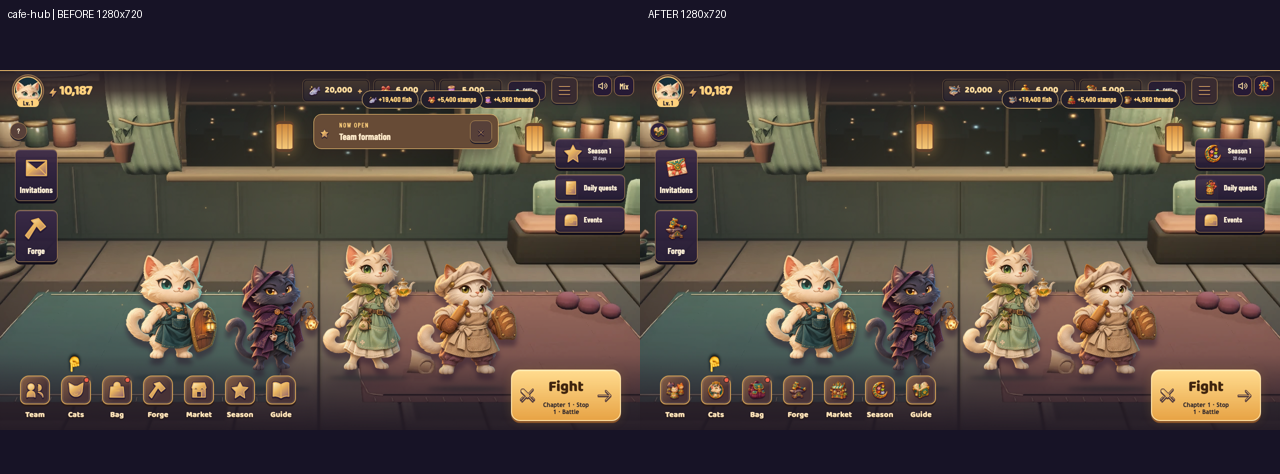 cafe-hub | BEFORE 1280x720
AFTER 1280x720
Lv. 1
10,187
20,000
+19,400 fish
+5,400 stamps
+4,960 threads
Mix
NOW OPEN
Team formation
?
Invitations
Forge
Season 1
28 days
Daily quests
Events
Team
Cats
Bag
Forge
Market
Season
Guide
Fight
Chapter 1 · Stop
1 · Battle
Lv. 1
10,187
20,000
+19,400 fish
+5,400 stamps
+4,960 threads
Invitations
Forge
Season 1
28 days
Daily quests
Events
Team
Cats
Bag
Forge
Market
Season
Guide
Fight
Chapter 1 · Stop
1 · Battle